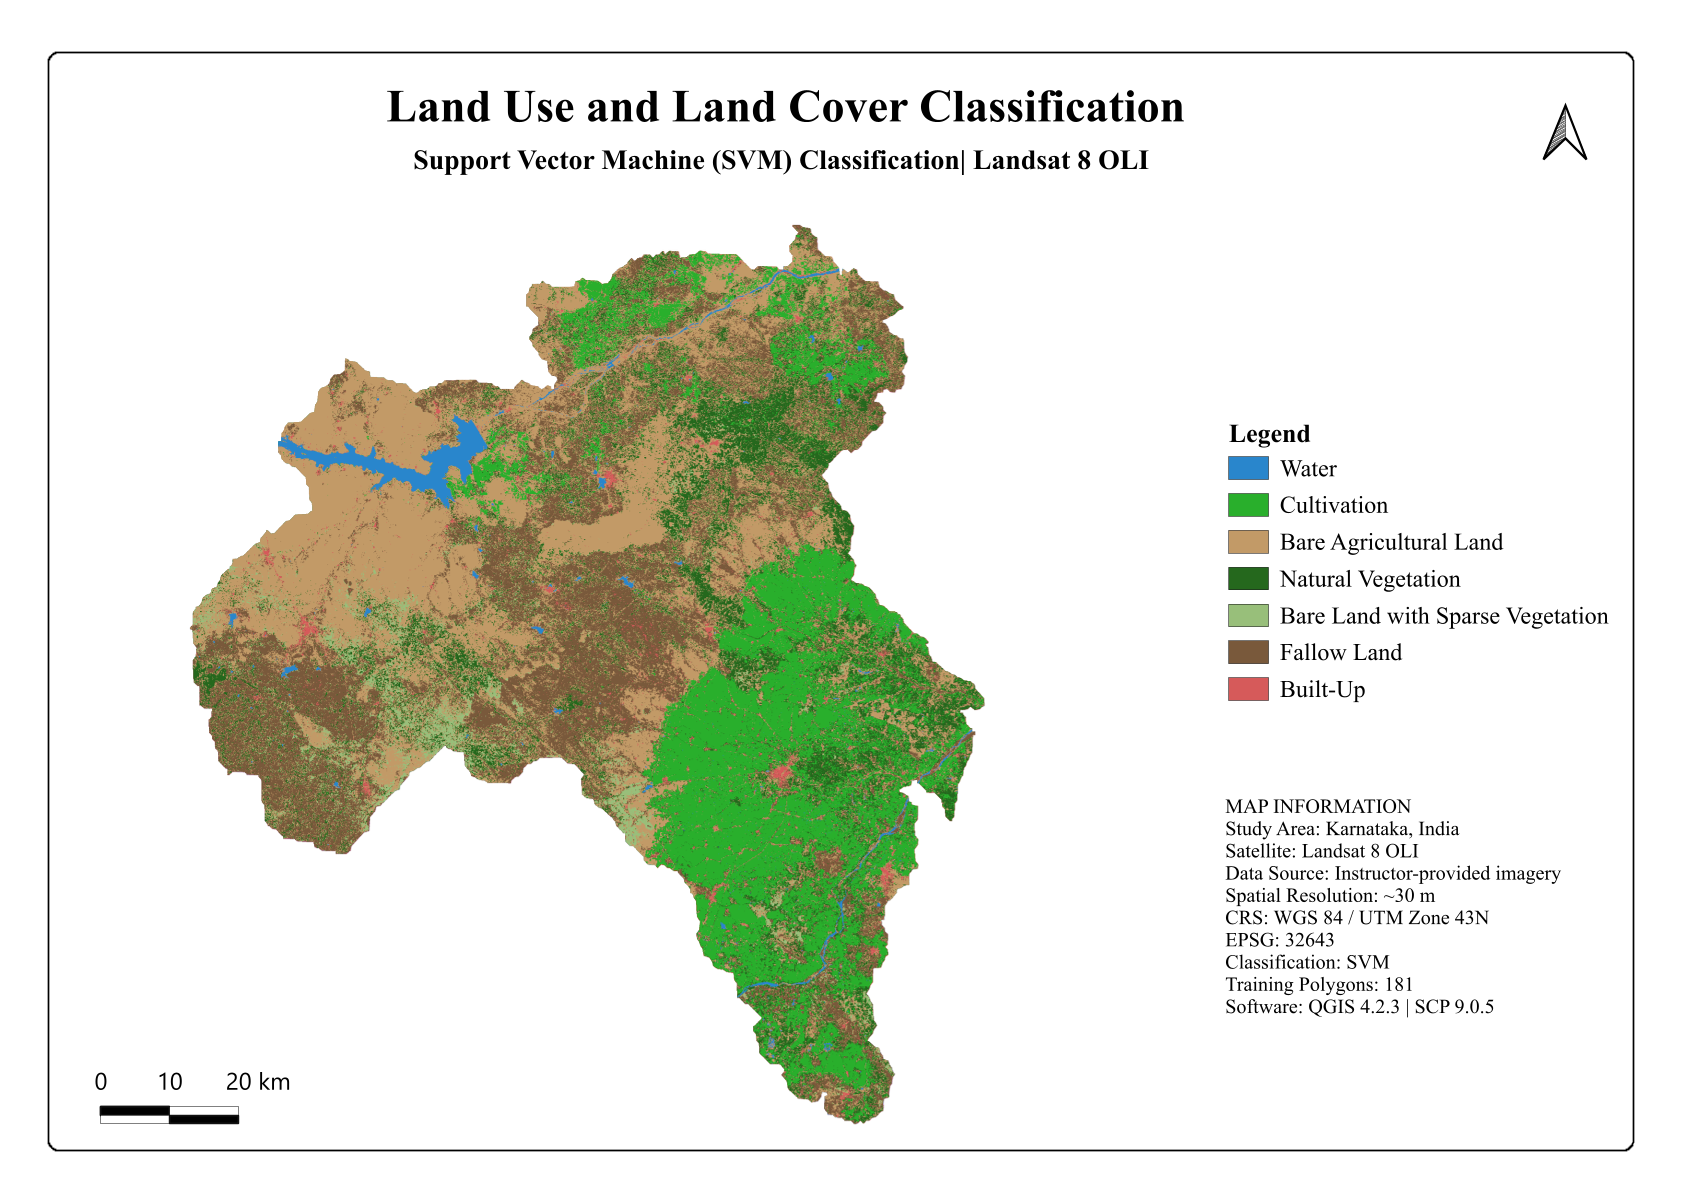 Land Use and Land Cover Classification
Support Vector Machine (SVM) Classification| Landsat 8 OLI
Legend
Water
Cultivation
Bare Agricultural Land
Natural Vegetation
Bare Land with Sparse Vegetation
Fallow Land
Built-Up
MAP INFORMATION
Study Area: Karnataka, India
Satellite: Landsat 8 OLI
Data Source: Instructor-provided imagery
Spatial Resolution: ~30 m
CRS: WGS 84 / UTM Zone 43N
EPSG: 32643
Classification: SVM
Training Polygons: 181
Software: QGIS 4.2.3 | SCP 9.0.5
0 10 20 km